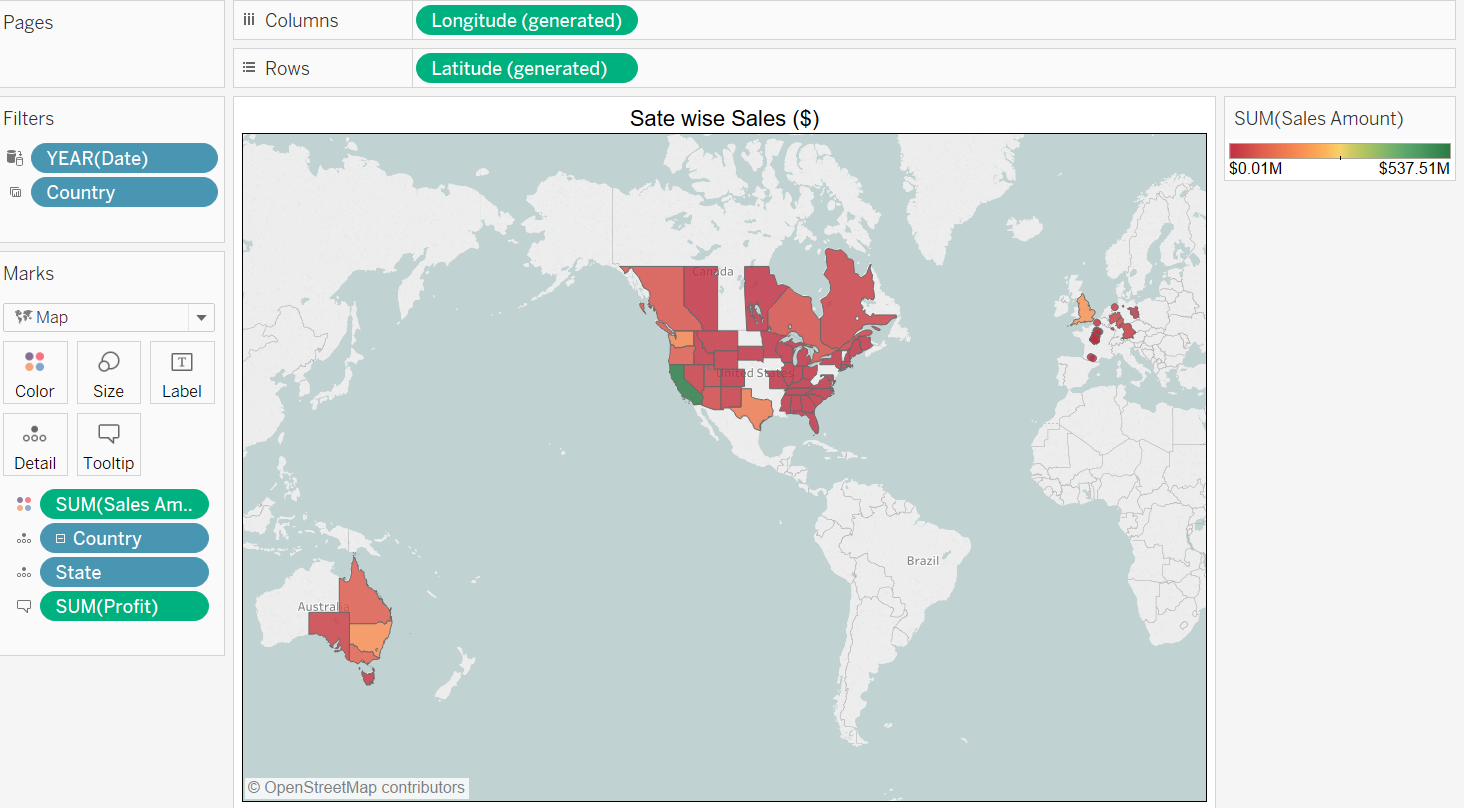 Pages
Columns
Longitude (generated)
Rows
Latitude (generated)
Filters
YEAR(Date)
Country
Marks
Map
Color
Size
Label
Detail
Tooltip
SUM(Sales Am..
Country
State
SUM(Profit)
Sate wise Sales ($)
Canada
United States
Brazil
Australia
© OpenStreetMap contributors
SUM(Sales Amount)
$0.01M
$537.51M